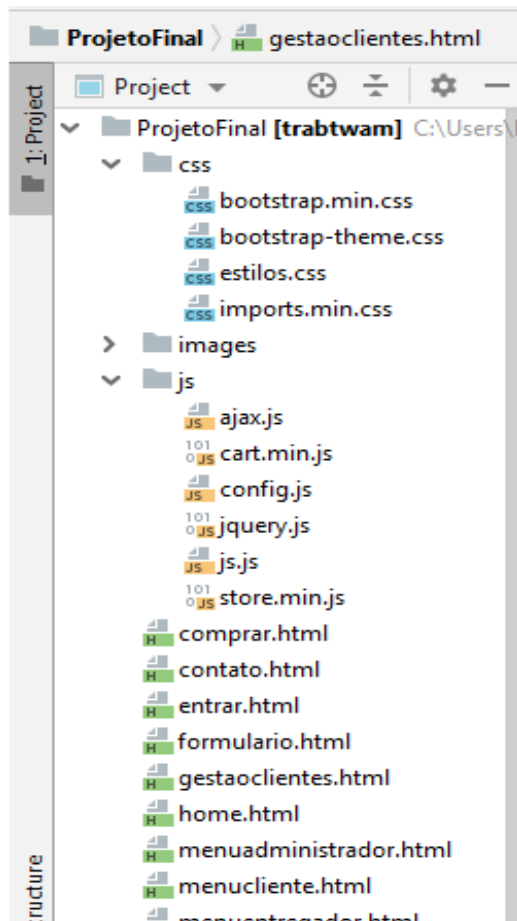 ProjetoFinal gestaoclientes.html
1: Project
Project
ProjetoFinal [trabtwam] C:\Users\
css
bootstrap.min.css
bootstrap-theme.css
estilos.css
imports.min.css
images
js
ajax.js
cart.min.js
config.js
jquery.js
js.js
store.min.js
comprar.html
contato.html
entrar.html
formulario.html
gestaoclientes.html
home.html
menuadministrador.html
menucliente.html
menuentregador.html
ructure